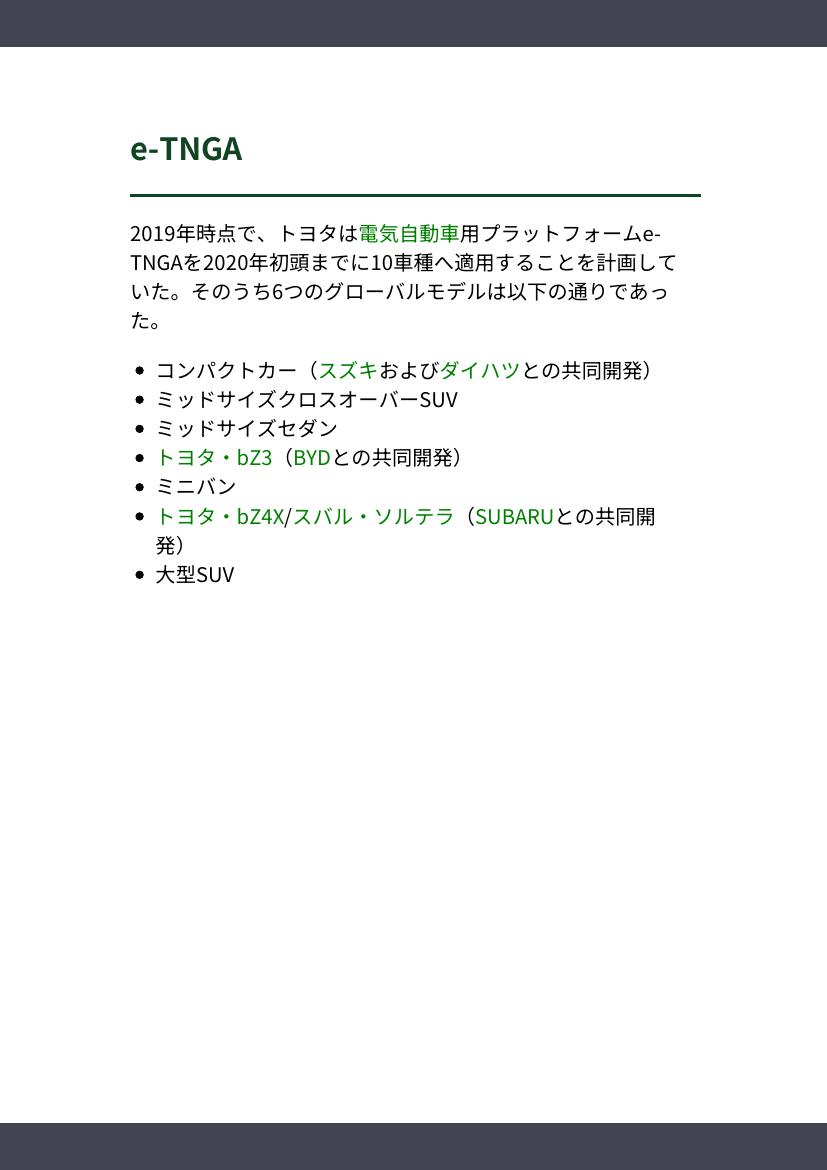 e-TNGA
2019年時点で、トヨタは電気自動車用プラットフォームe-
TNGAを2020年初頭までに10車種へ適用することを計画して
いた。そのうち6つのグローバルモデルは以下の通りであっ
た。
• コンパクトカー（スズキおよびダイハツとの共同開発）
• ミッドサイズクロスオーバーSUV
• ミッドサイズセダン
• トヨタ・bZ3（BYDとの共同開発）
• ミニバン
• トヨタ・bZ4X/スバル・ソルテラ（SUBARUとの共同開
発）
• 大型SUV